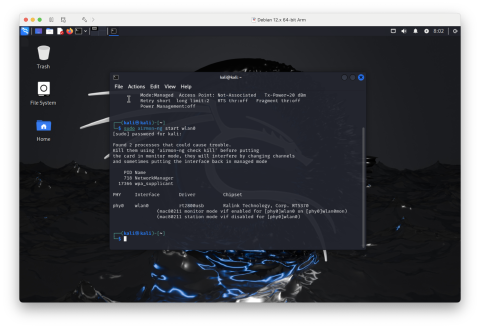 Debian 12.x 64-bit Arm
8:02
Trash
File System
Home
kali@kali: ~
File Actions Edit View Help
Mode:Managed Access Point: Not-Associated Tx-Power=20 dBm
Retry short long limit:2 RTS thr:off Fragment thr:off
Power Management:off
┌──(kali㉿kali)-[~]
└─$ sudo airmon-ng start wlan0
[sudo] password for kali:
Found 2 processes that could cause trouble.
Kill them using 'airmon-ng check kill' before putting
the card in monitor mode, they will interfere by changing channels
and sometimes putting the interface back in managed mode
PID Name
718 NetworkManager
17366 wpa_supplicant
PHY Interface Driver Chipset
phy0 wlan0 rt2800usb Ralink Technology, Corp. RT5370
(mac80211 monitor mode vif enabled for [phy0]wlan0 on [phy0]wlan0mon)
(mac80211 station mode vif disabled for [phy0]wlan0)
┌──(kali㉿kali)-[~]
└─$